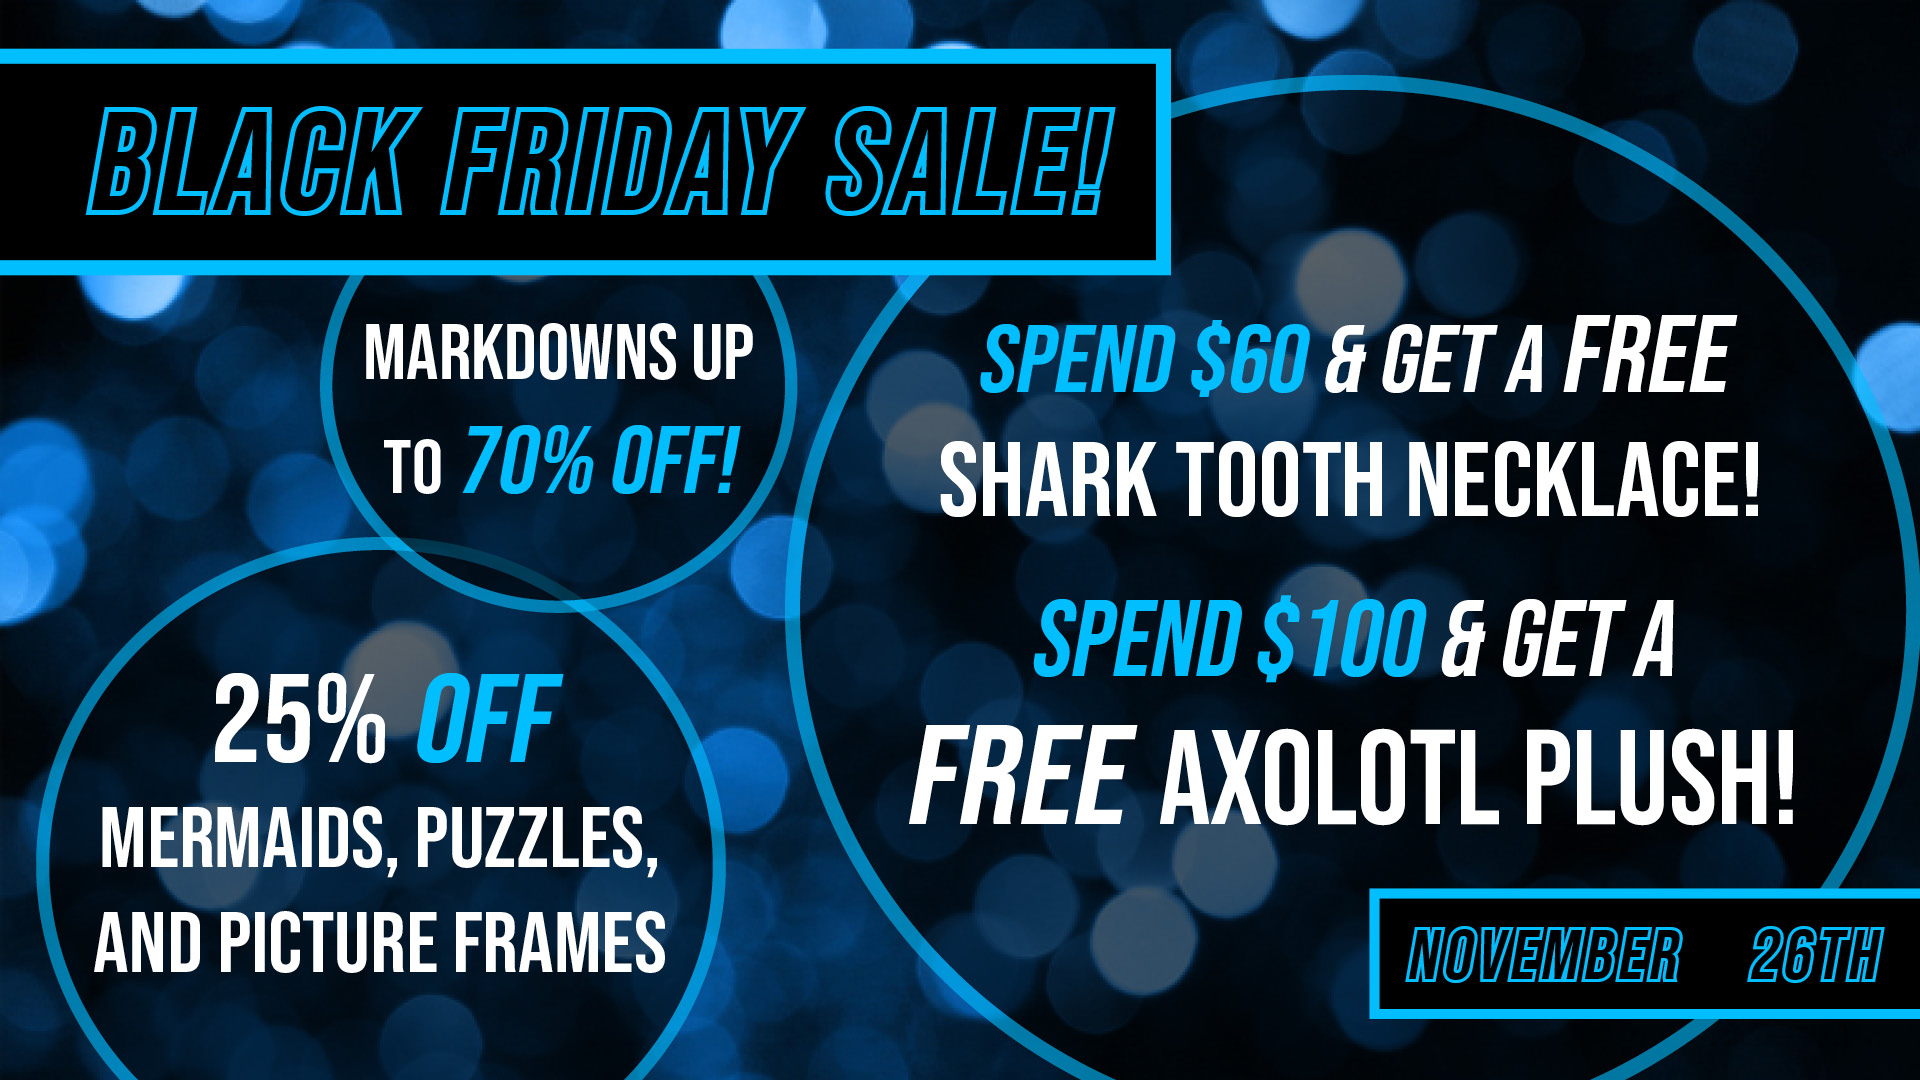 BLACK FRIDAY SALE!
MARKDOWNS UP
TO 70% OFF!
25% OFF
MERMAIDS, PUZZLES,
AND PICTURE FRAMES
SPEND $60 & GET A FREE
SHARK TOOTH NECKLACE!
SPEND $100 & GET A
FREE AXOLOTL PLUSH!
NOVEMBER 26TH